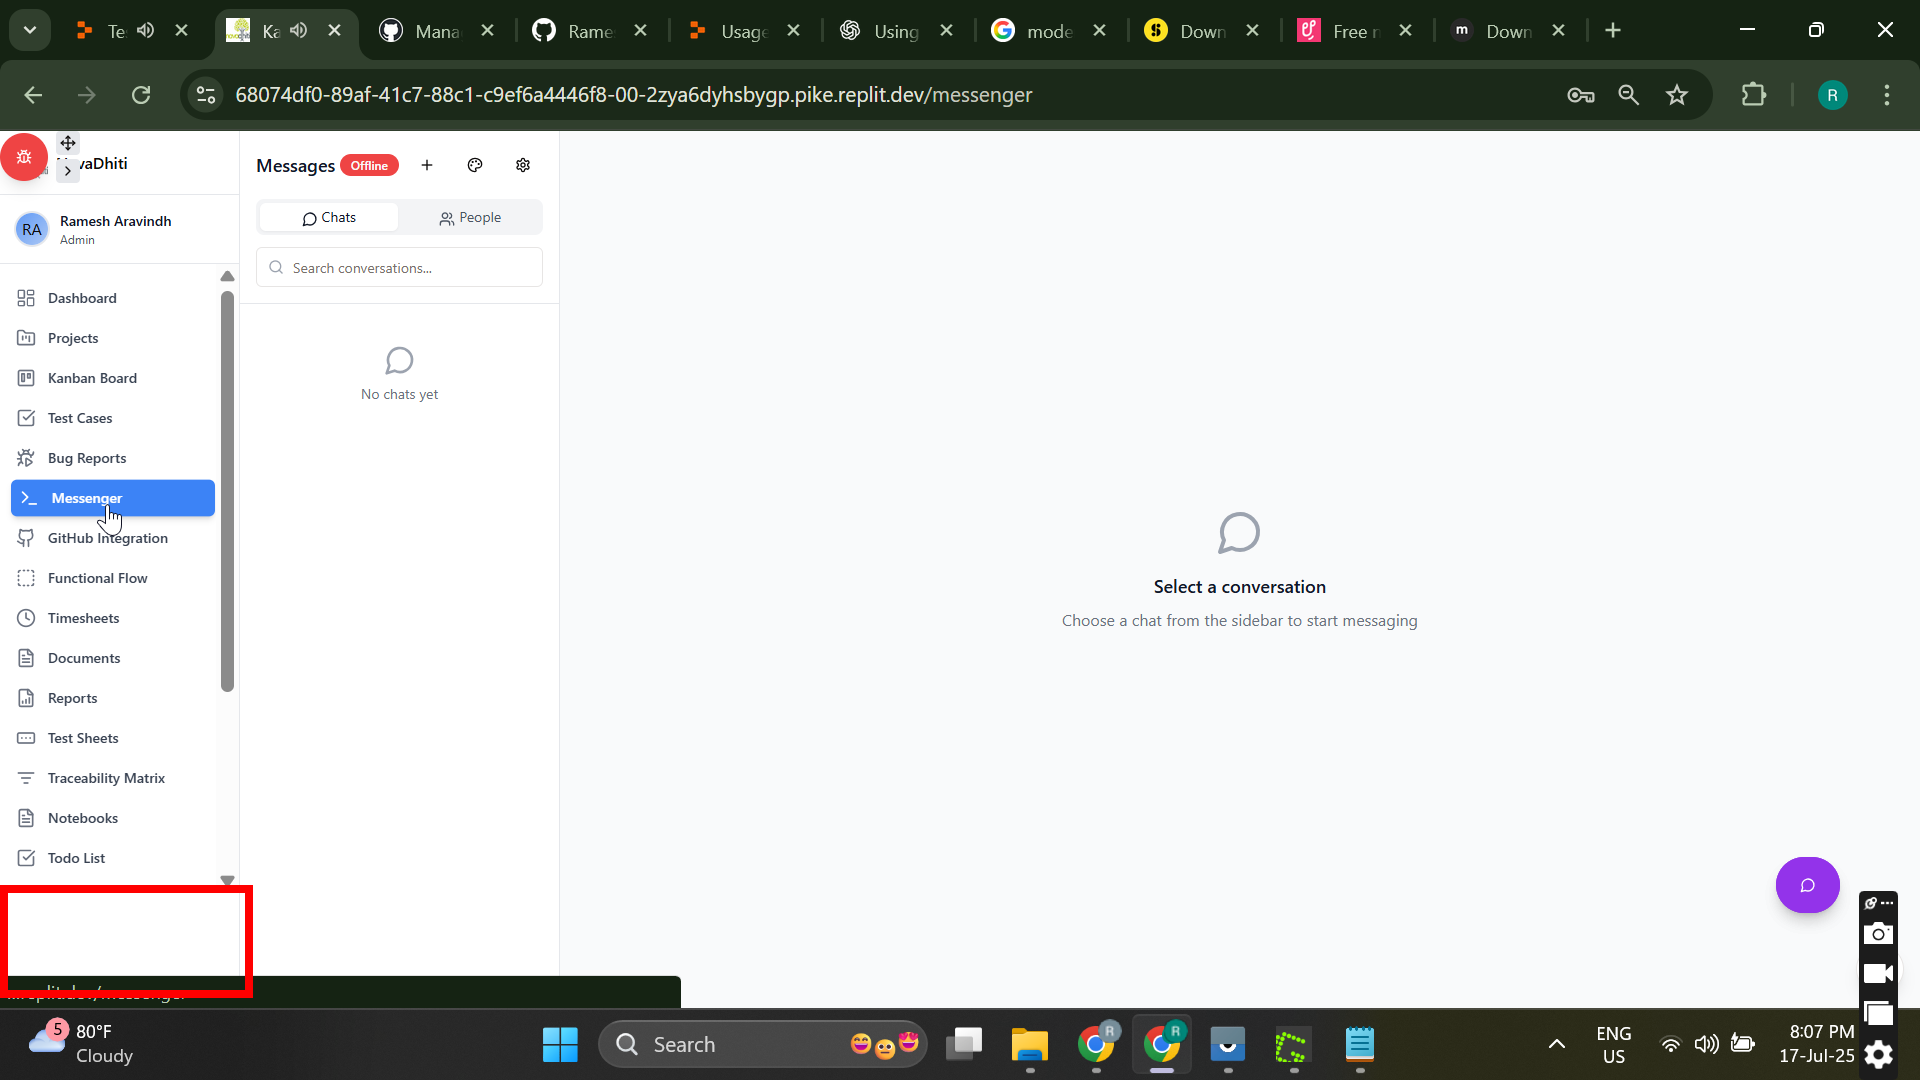 Te
Ka
Mana
Rame
Usage
Using
mode
Down
Free n
m
Down
68074df0-89af-41c7-88c1-c9ef6a4446f8-00-2zya6dyhsbygp.pike.replit.dev/messenger
R
vaDhiti
RA
Ramesh Aravindh
Admin
Dashboard
Projects
Kanban Board
Test Cases
Bug Reports
Messenger
GitHub Integration
Functional Flow
Timesheets
Documents
Reports
Test Sheets
Traceability Matrix
Notebooks
Todo List
Messages
Offline
Chats
People
Search conversations...
No chats yet
Select a conversation
Choose a chat from the sidebar to start messaging
5
80°F
Cloudy
Search
R
R
ENG
US
8:07 PM
17-Jul-25